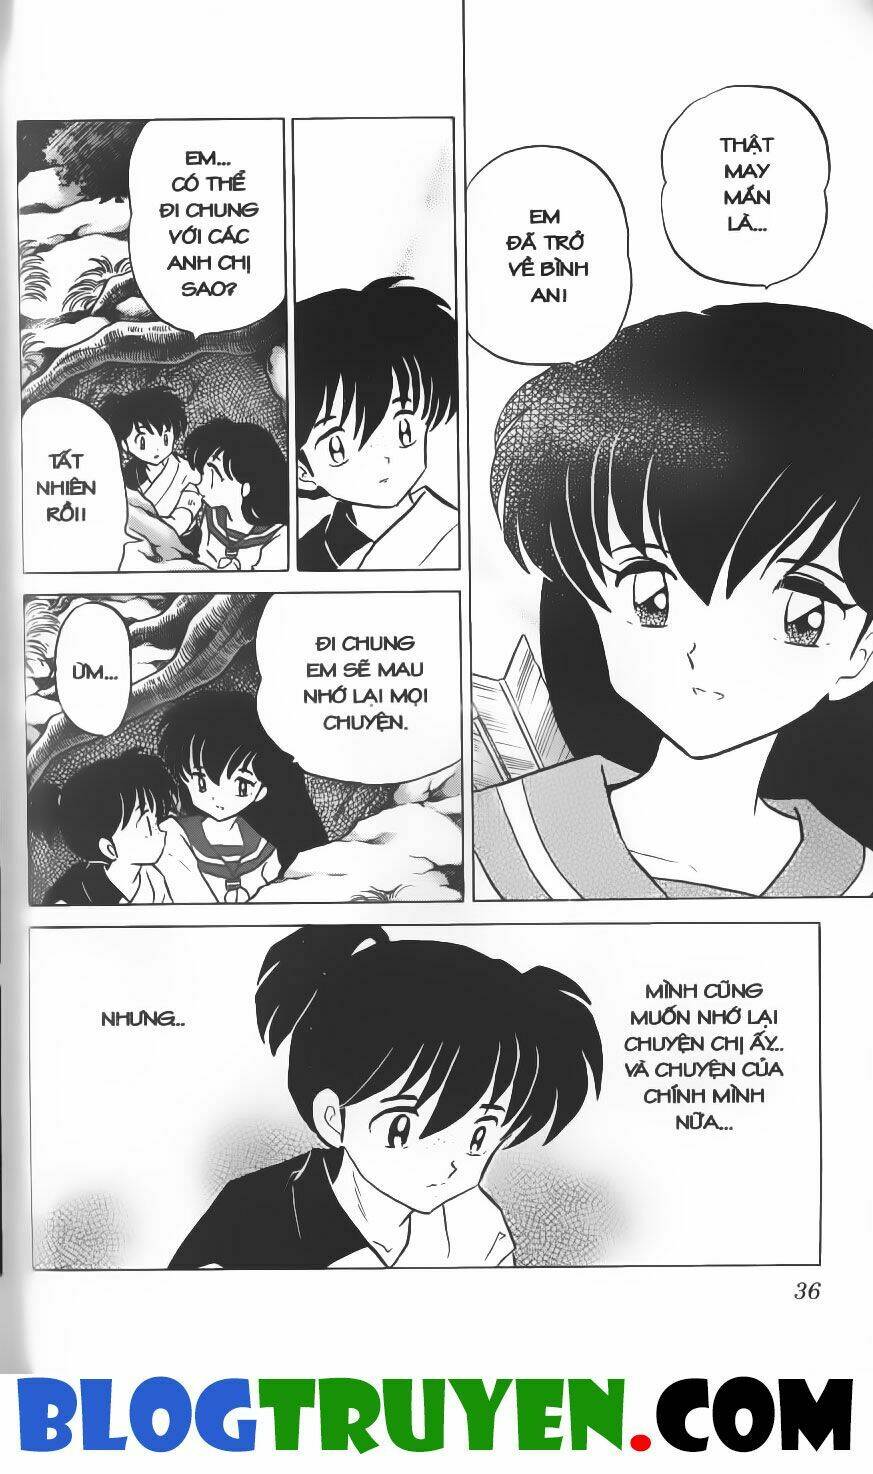 THẬT
MAY
MẮN
LÀ...
EM
ĐÃ TRỞ
VỀ BÌNH
AN!
EM...
CÓ THỂ
ĐI CHUNG
VỚI CÁC
ANH CHỊ
SAO?
TẤT
NHIÊN
RỒI!
ĐI CHUNG
EM SẼ MAU
NHỚ LẠI MỌI
CHUYỆN.
ỪM...
MÌNH CŨNG
MUỐN NHỚ LẠI
CHUYỆN CHỊ ẤY...
VÀ CHUYỆN CỦA
CHÍNH MÌNH
NỮA...
NHƯNG...
36
BLOGTRUYEN.COM